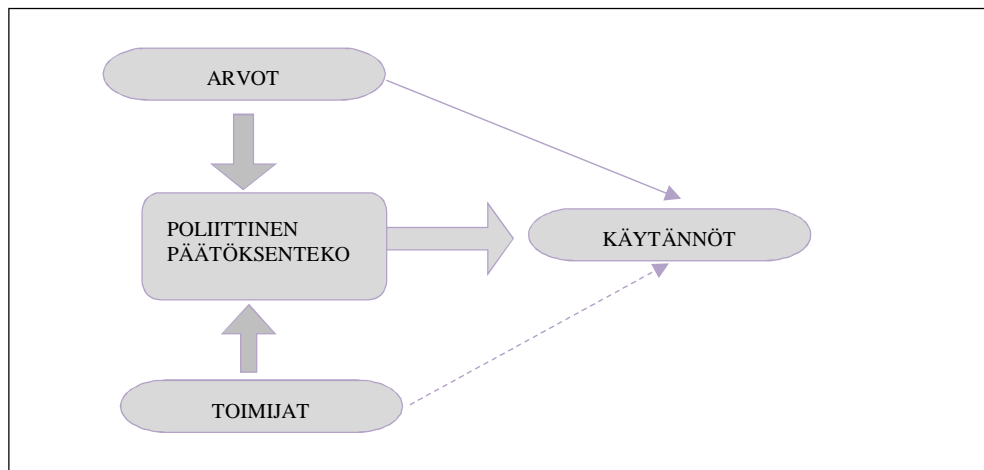 ARVOT
POLIITTINEN
PÄÄTÖKSENTEKO
KÄYTÄNNÖT
TOIMIJAT